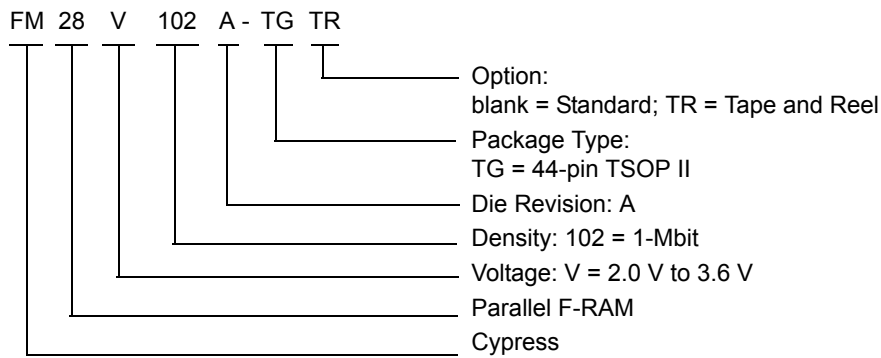 FM 28 V 102 A - TG TR
Option:
blank = Standard; TR = Tape and Reel
Package Type:
TG = 44-pin TSOP II
Die Revision: A
Density: 102 = 1-Mbit
Voltage: V = 2.0 V to 3.6 V
Parallel F-RAM
Cypress